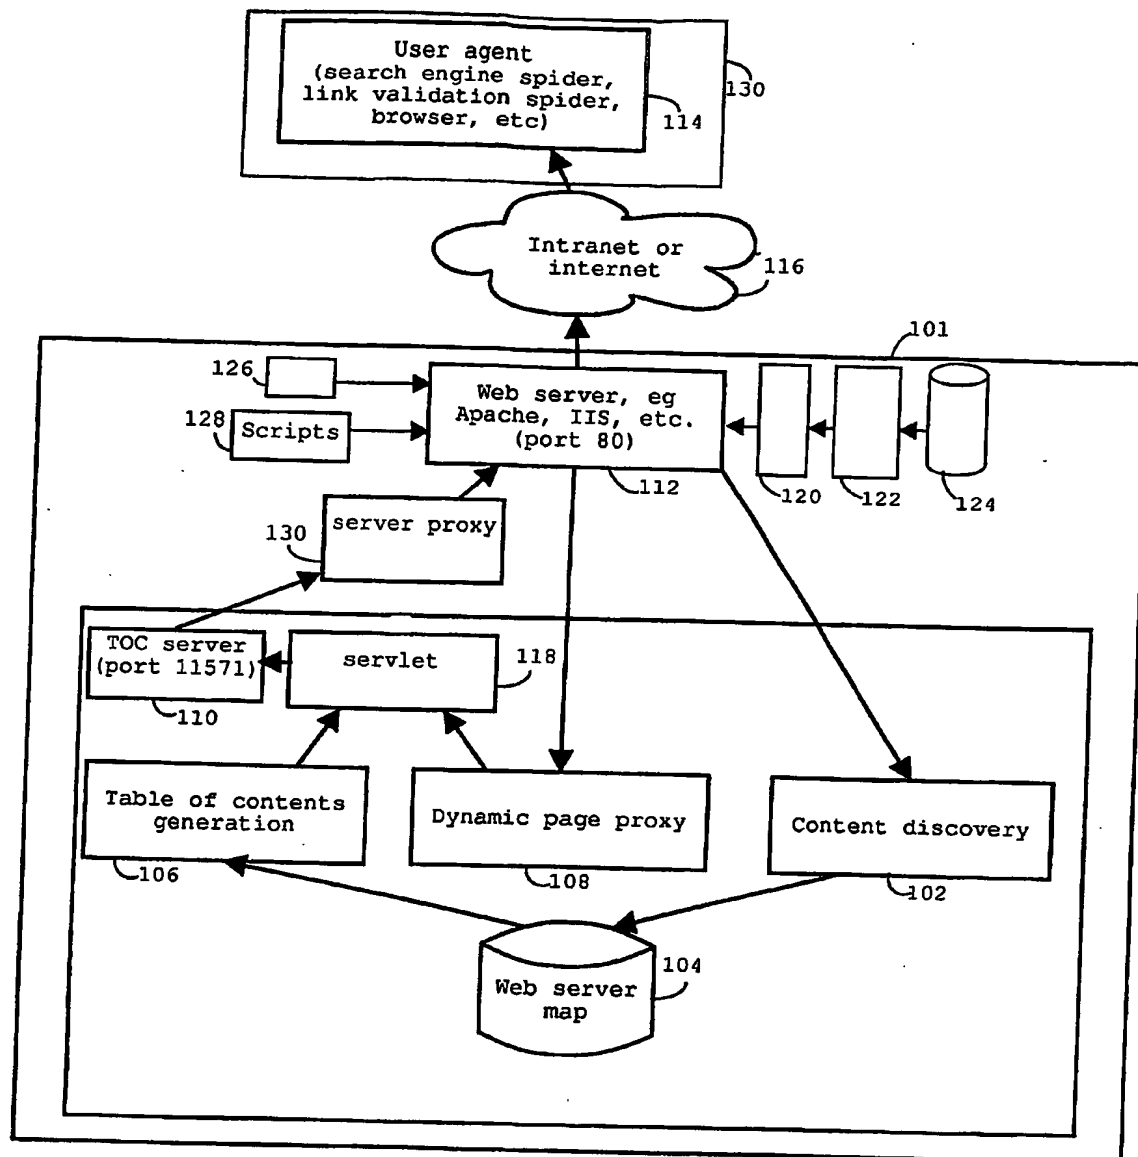 User agent
(search engine spider,
link validation spider,
browser, etc)
130
114
Intranet or
internet
116
101
126
128
Scripts
Web server, eg
Apache, IIS, etc.
(port 80)
112
120
122
124
server proxy
130
TOC server
(port 11571)
110
servlet
118
Table of contents
generation
106
Dynamic page proxy
108
Content discovery
102
Web server
map
104